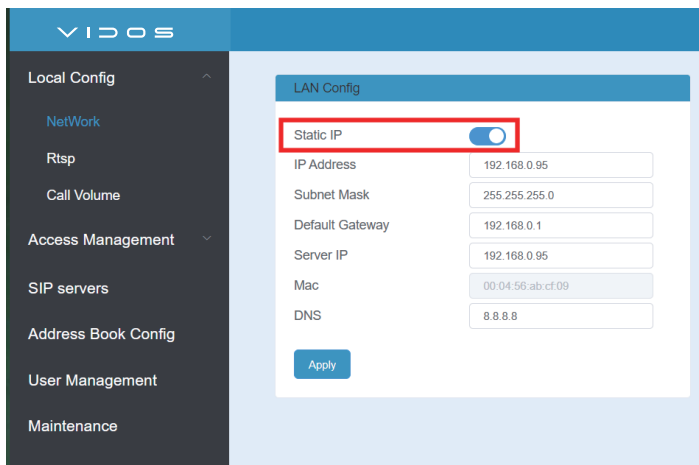 VIDOS
Local Config
NetWork
Rtsp
Call Volume
Access Management
SIP servers
Address Book Config
User Management
Maintenance
LAN Config
Static IP
IP Address 192.168.0.95
Subnet Mask 255.255.255.0
Default Gateway 192.168.0.1
Server IP 192.168.0.95
Mac 00:04:56:ab:cf:09
DNS 8.8.8.8
Apply